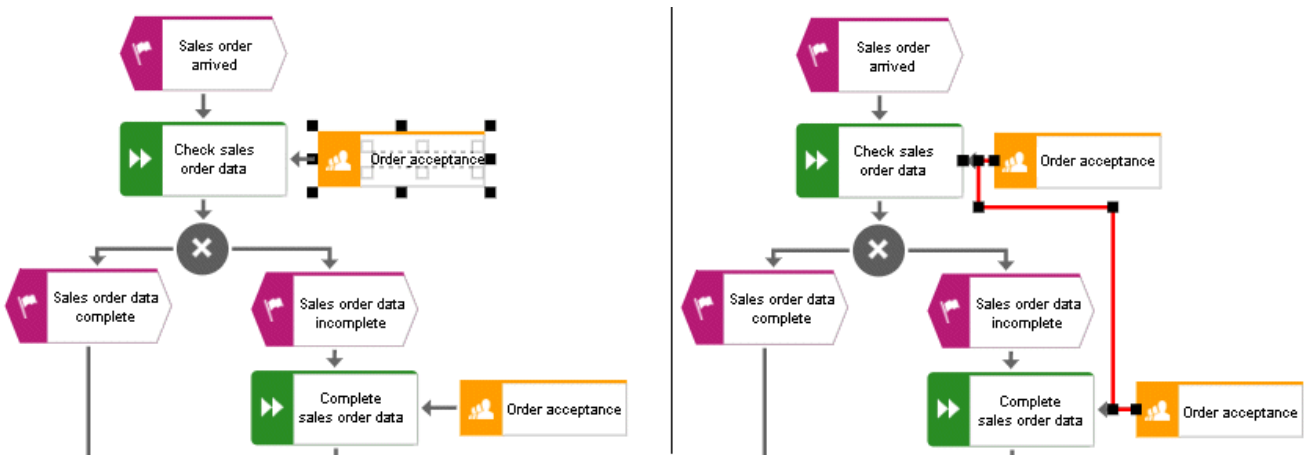 Sales order
arrived
Check sales
order data
Order acceptance
Sales order data
complete
Sales order data
incomplete
Complete
sales order data
Order acceptance
Sales order
arrived
Check sales
order data
Order acceptance
Sales order data
complete
Sales order data
incomplete
Complete
sales order data
Order acceptance